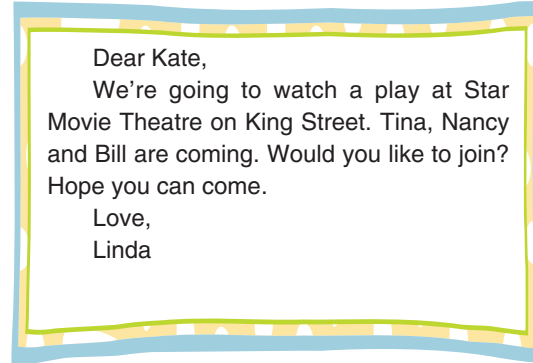 Dear Kate,
We're going to watch a play at Star
Movie Theatre on King Street. Tina, Nancy
and Bill are coming. Would you like to join?
Hope you can come.
Love,
Linda